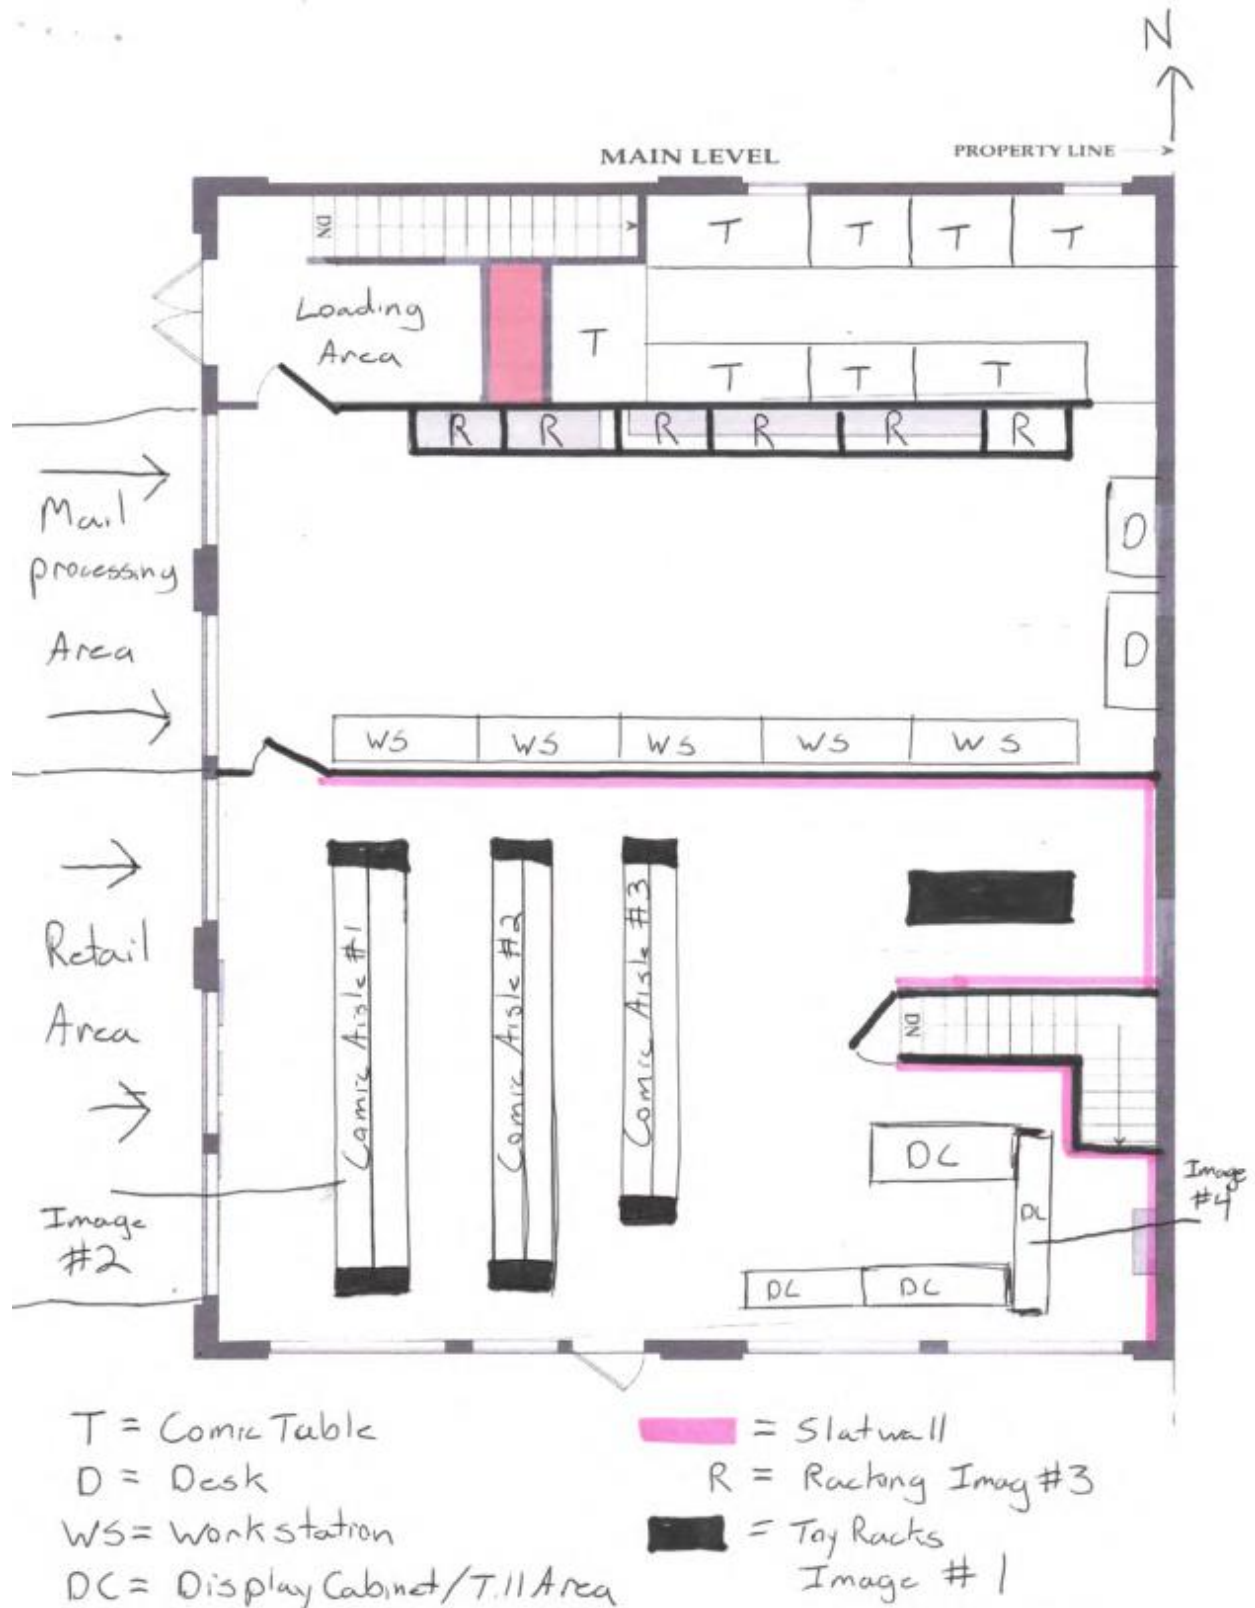 N
MAIN LEVEL
PROPERTY LINE
DN
T T T T
Loading
Area
T
T T T
R R R R R R
Mail
processing
Area
D
D
WS WS WS WS WS
Retail
Area
Comic Aisle #1
Comic Aisle #2
Comic Aisle #3
DN
DC
DC
DC DC
Image
#2
Image
#4
T = Comic Table
D = Desk
WS = Workstation
DC = Display Cabinet/Till Area
= Slatwall
R = Racking Imag #3
= Toy Racks
Image #1